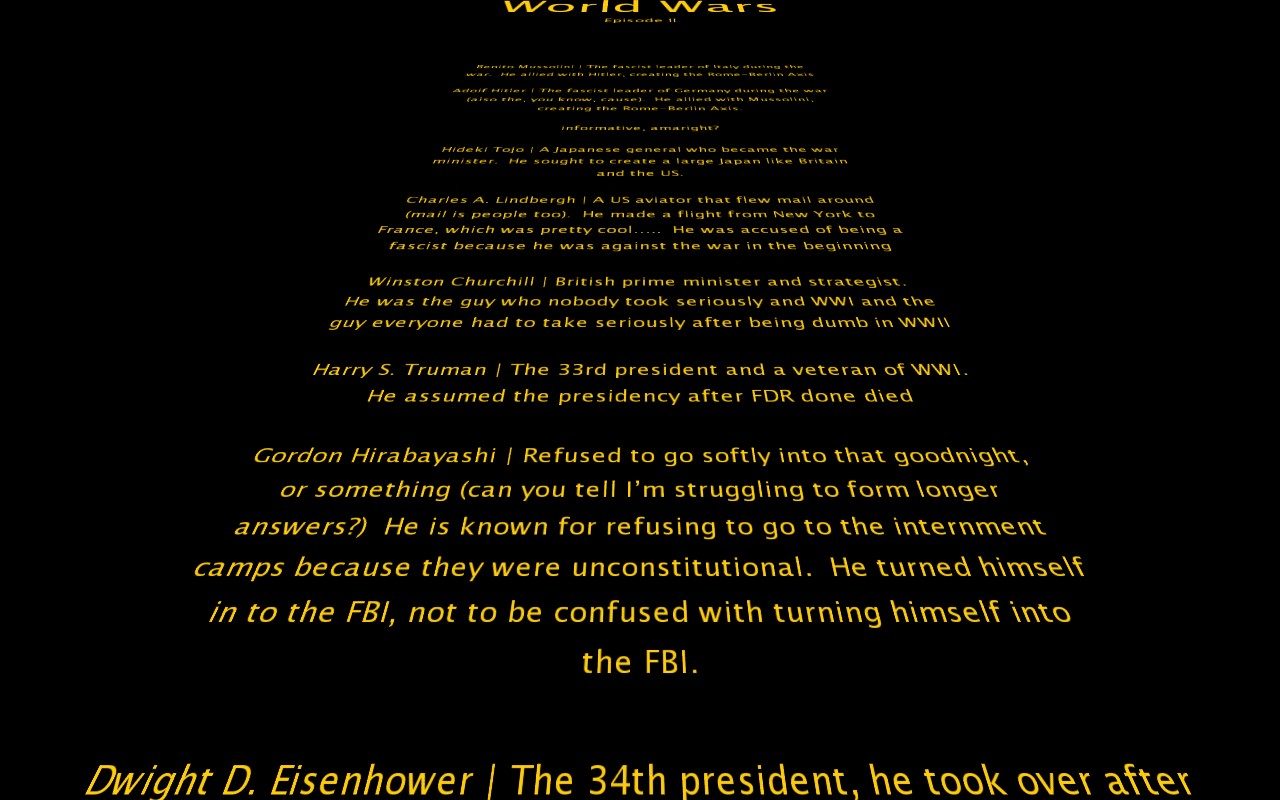 World Wars
Episode II
Benito Mussolini | The fascist leader of Italy during the
war.  He allied with Hitler, creating the Rome-Berlin Axis
Adolf Hitler | The fascist leader of Germany during the war
(also the, you know, cause).  He allied with Mussolini,
creating the Rome-Berlin Axis.
informative, amaright?
Hideki Tojo | A Japanese general who became the war
minister.  He sought to create a large Japan like Britain
and the US.
Charles A. Lindbergh | A US aviator that flew mail around
(mail is people too).  He made a flight from New York to
France, which was pretty cool.....  He was accused of being a
fascist because he was against the war in the beginning
Winston Churchill | British prime minister and strategist.
He was the guy who nobody took seriously and WWI and the
guy everyone had to take seriously after being dumb in WWII
Harry S. Truman | The 33rd president and a veteran of WWI.
He assumed the presidency after FDR done died
Gordon Hirabayashi | Refused to go softly into that goodnight,
or something (can you tell I’m struggling to form longer
answers?)  He is known for refusing to go to the internment
camps because they were unconstitutional.  He turned himself
in to the FBI, not to be confused with turning himself into
the FBI.
Dwight D. Eisenhower | The 34th president, he took over after